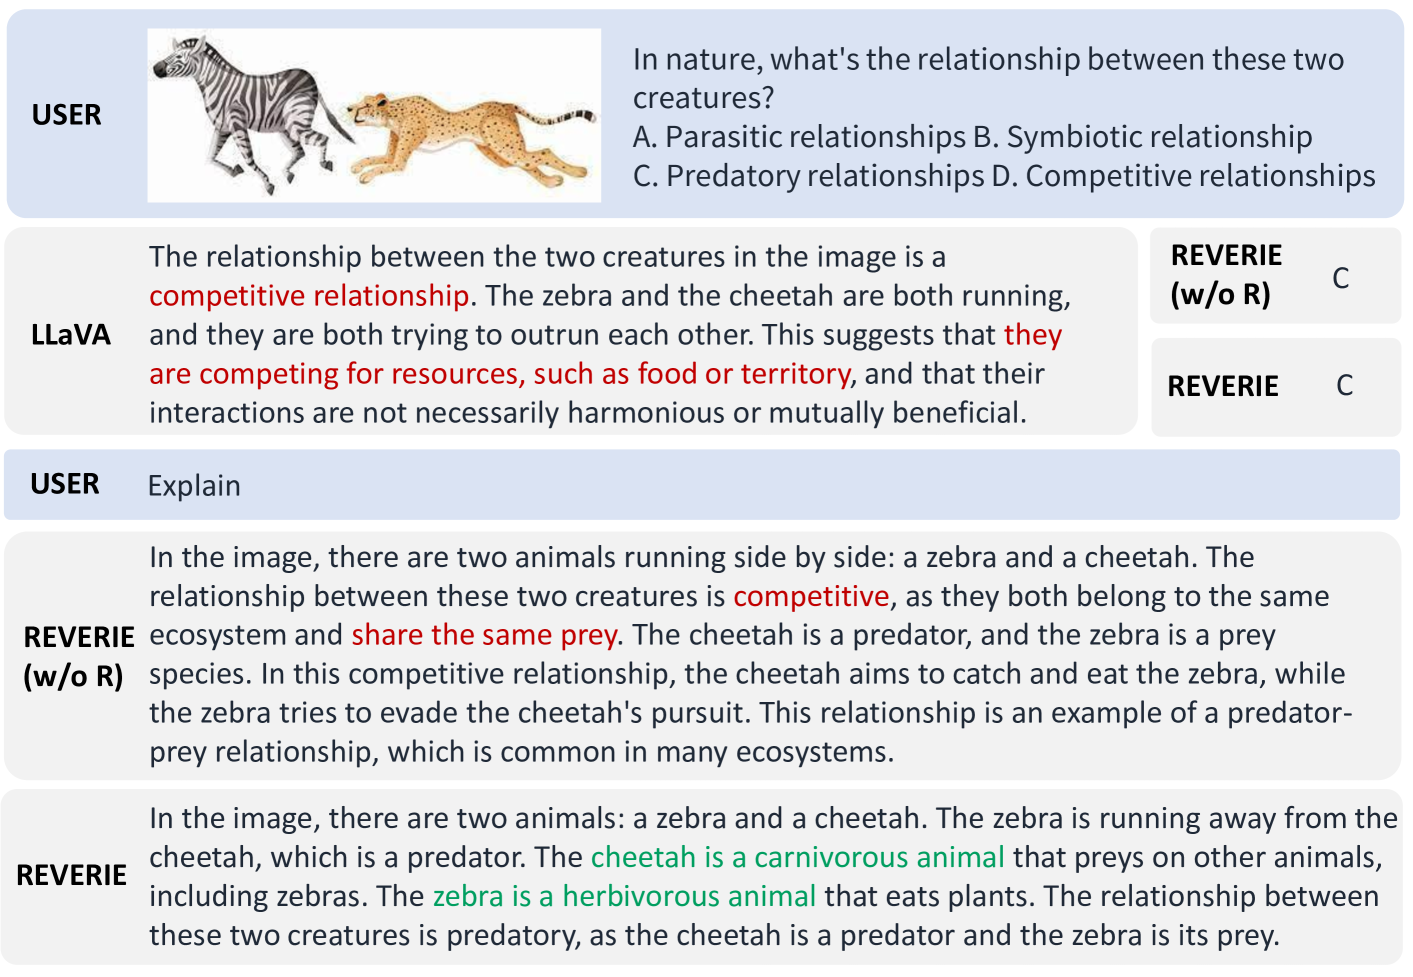 USER
In nature, what's the relationship between these two
creatures?
A. Parasitic relationships B. Symbiotic relationship
C. Predatory relationships D. Competitive relationships
LLaVA
The relationship between the two creatures in the image is a
competitive relationship. The zebra and the cheetah are both running,
and they are both trying to outrun each other. This suggests that they
are competing for resources, such as food or territory, and that their
interactions are not necessarily harmonious or mutually beneficial.
REVERIE
(w/o R)
C
REVERIE
C
USER
Explain
REVERIE
(w/o R)
In the image, there are two animals running side by side: a zebra and a cheetah. The
relationship between these two creatures is competitive, as they both belong to the same
ecosystem and share the same prey. The cheetah is a predator, and the zebra is a prey
species. In this competitive relationship, the cheetah aims to catch and eat the zebra, while
the zebra tries to evade the cheetah's pursuit. This relationship is an example of a predator-
prey relationship, which is common in many ecosystems.
REVERIE
In the image, there are two animals: a zebra and a cheetah. The zebra is running away from the
cheetah, which is a predator. The cheetah is a carnivorous animal that preys on other animals,
including zebras. The zebra is a herbivorous animal that eats plants. The relationship between
these two creatures is predatory, as the cheetah is a predator and the zebra is its prey.